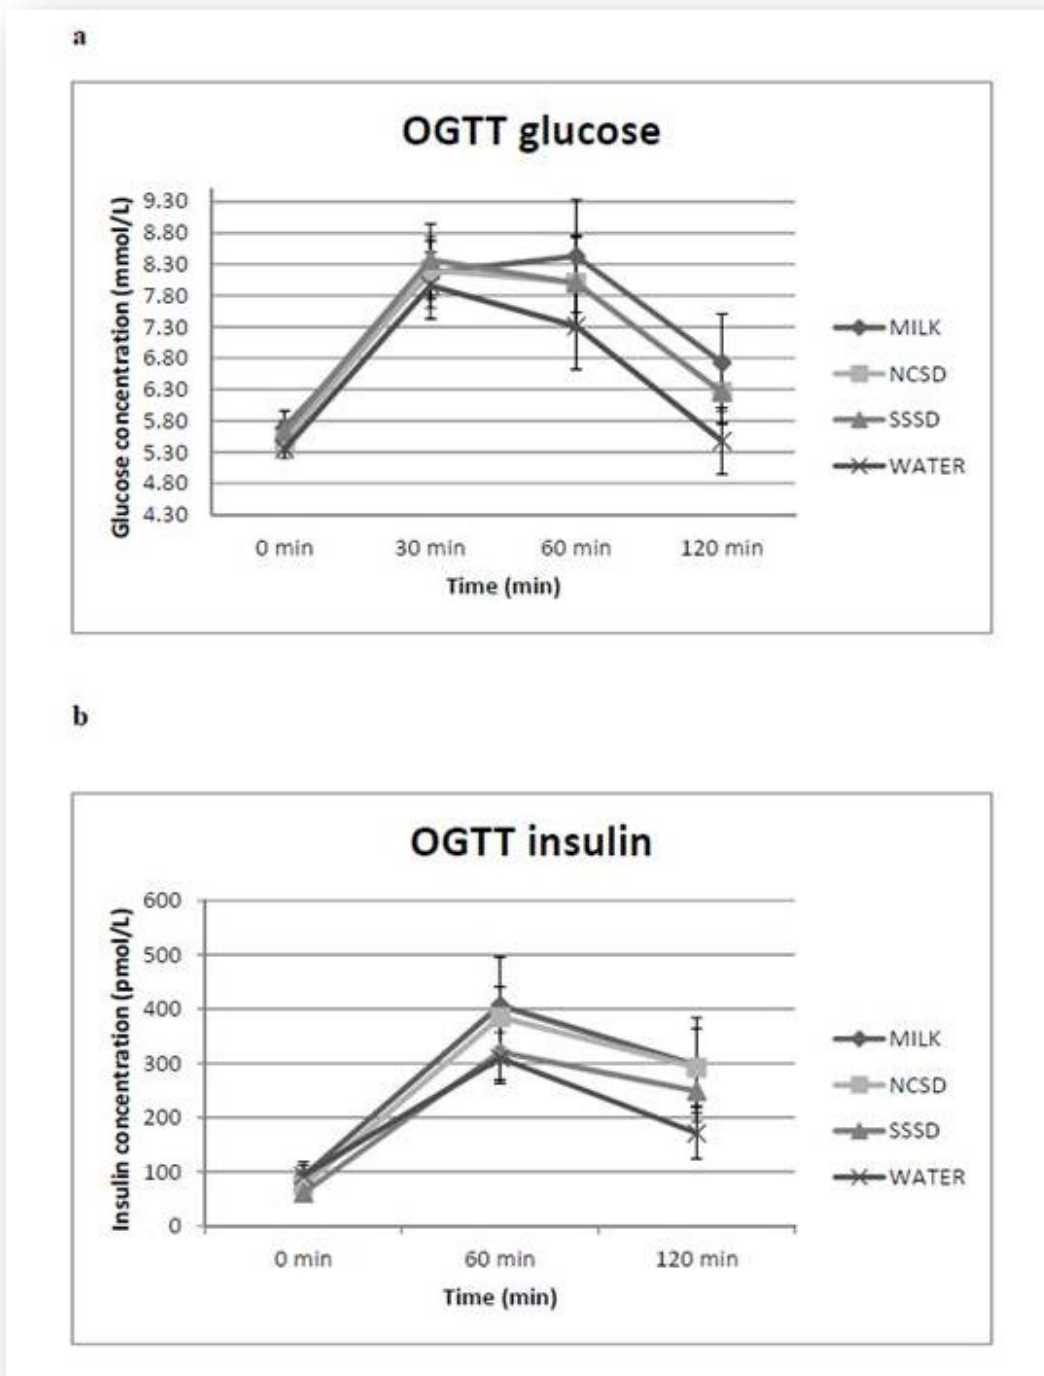 a
OGTT glucose
Glucose concentration (mmol/L)
9.30
8.80
8.30
7.80
7.30
6.80
6.30
5.80
5.30
4.80
4.30
0 min 30 min 60 min 120 min
Time (min)
MILK
NCSD
SSSD
WATER
b
OGTT insulin
Insulin concentration (pmol/L)
600
500
400
300
200
100
0
0 min 60 min 120 min
Time (min)
MILK
NCSD
SSSD
WATER